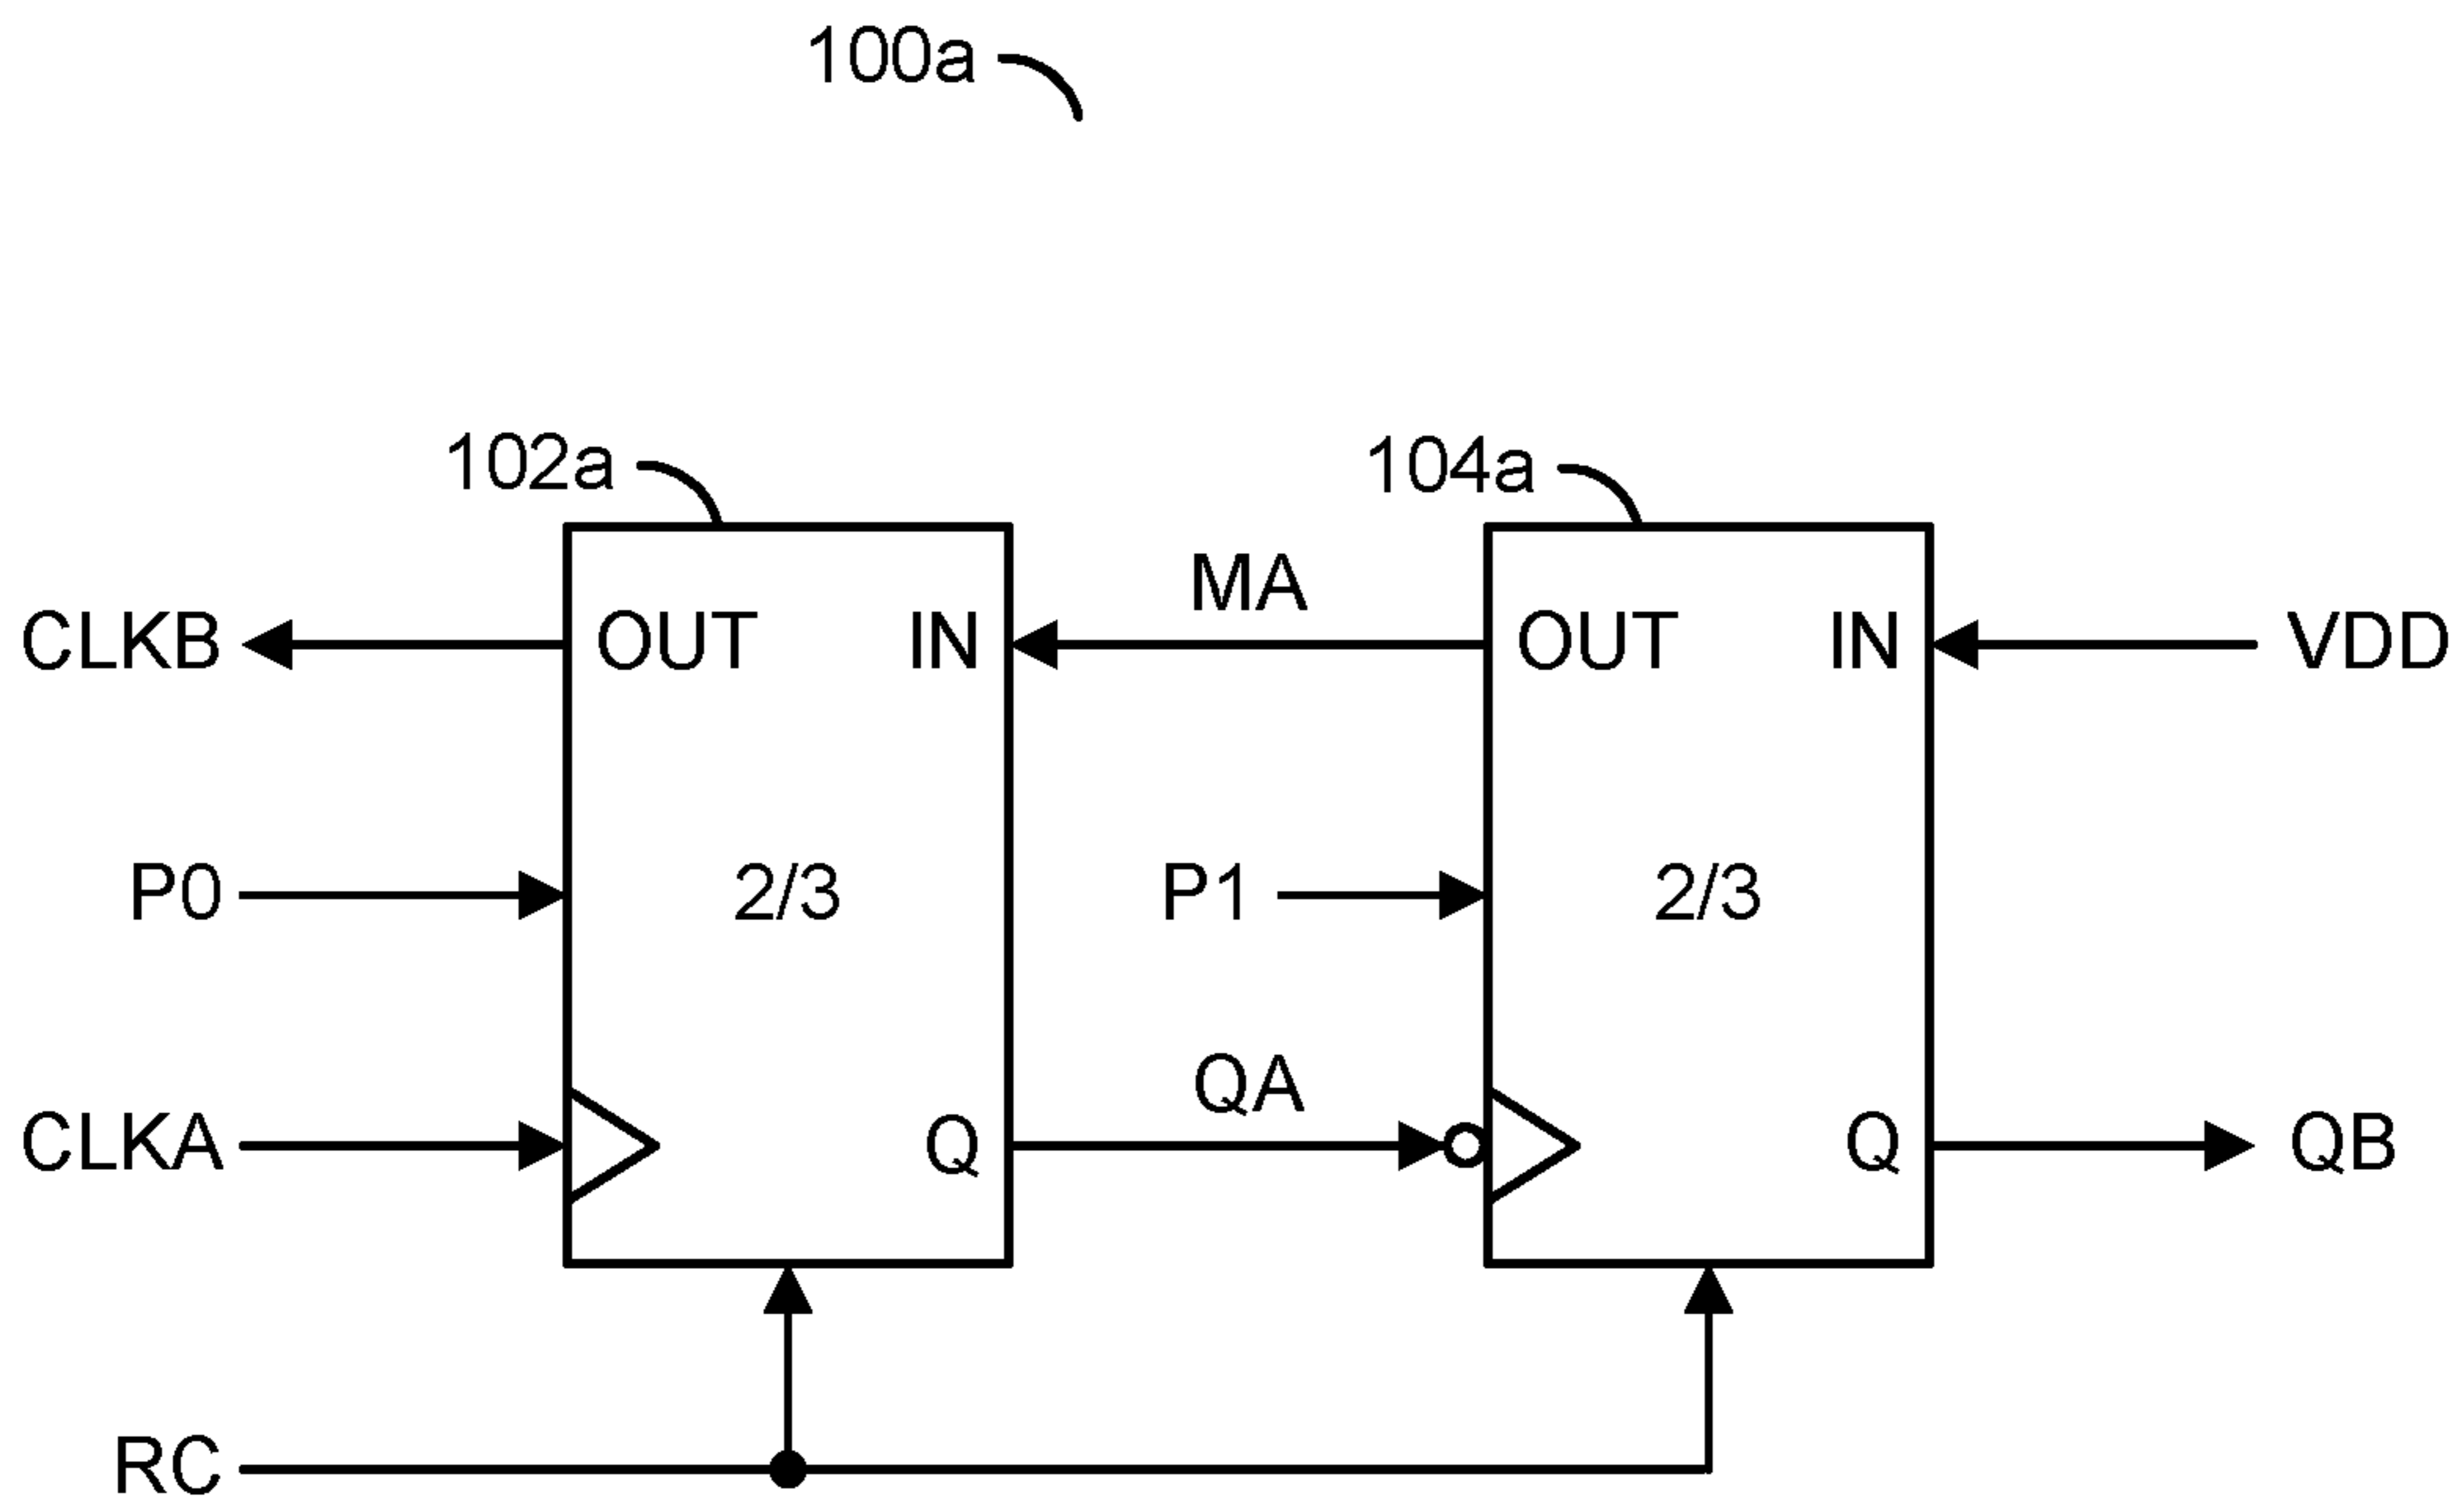 100a
102a
104a
MA
CLKB
OUT
IN
OUT
IN
VDD
P0
2/3
P1
2/3
QA
CLKA
Q
Q
QB
RC